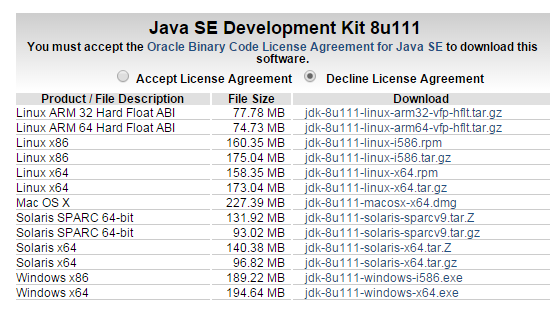 Java SE Development Kit 8u111
You must accept the Oracle Binary Code License Agreement for Java SE to download this
software.
Accept License Agreement Decline License Agreement
Product / File Description File Size Download
Linux ARM 32 Hard Float ABI 77.78 MB jdk-8u111-linux-arm32-vfp-hflt.tar.gz
Linux ARM 64 Hard Float ABI 74.73 MB jdk-8u111-linux-arm64-vfp-hflt.tar.gz
Linux x86 160.35 MB jdk-8u111-linux-i586.rpm
Linux x86 175.04 MB jdk-8u111-linux-i586.tar.gz
Linux x64 158.35 MB jdk-8u111-linux-x64.rpm
Linux x64 173.04 MB jdk-8u111-linux-x64.tar.gz
Mac OS X 227.39 MB jdk-8u111-macosx-x64.dmg
Solaris SPARC 64-bit 131.92 MB jdk-8u111-solaris-sparcv9.tar.Z
Solaris SPARC 64-bit 93.02 MB jdk-8u111-solaris-sparcv9.tar.gz
Solaris x64 140.38 MB jdk-8u111-solaris-x64.tar.Z
Solaris x64 96.82 MB jdk-8u111-solaris-x64.tar.gz
Windows x86 189.22 MB jdk-8u111-windows-i586.exe
Windows x64 194.64 MB jdk-8u111-windows-x64.exe